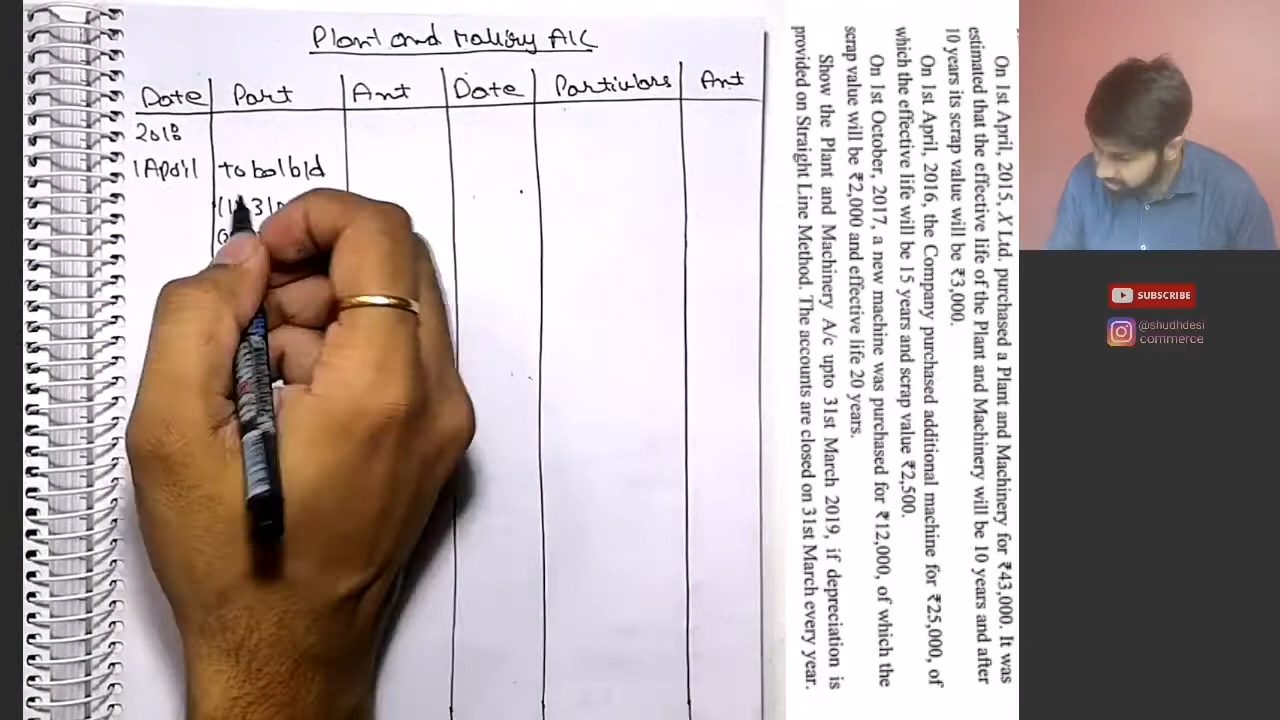 Plant and Maliry A/C
Date Part Amt Date Particulars Amt
2018
1 April to bal b/d
On 1st April, 2015, X Ltd. purchased a Plant and Machinery for ₹43,000. It was
estimated that the effective life of the Plant and Machinery will be 10 years and after
10 years its scrap value will be ₹3,000.
On 1st April, 2016, the Company purchased additional machine for ₹25,000, of
which the effective life will be 15 years and scrap value ₹2,500.
On 1st October, 2017, a new machine was purchased for ₹12,000, of which the
scrap value will be ₹2,000 and effective life 20 years.
Show the Plant and Machinery A/c upto 31st March 2019, if depreciation is
provided on Straight Line Method. The accounts are closed on 31st March every year.
SUBSCRIBE
@shudhdesi
commerce